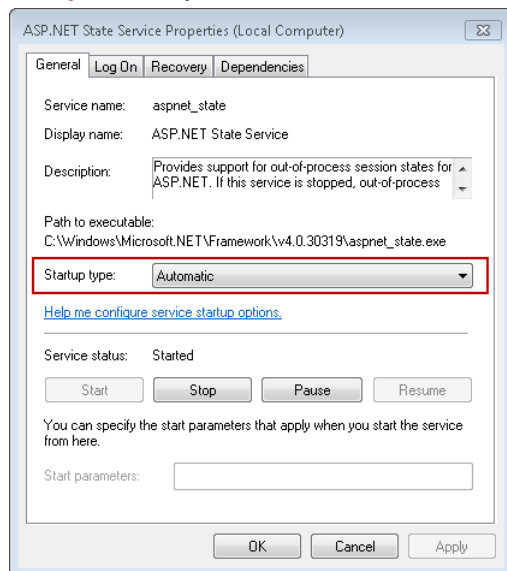 ASP.NET State Service Properties (Local Computer)
General Log On Recovery Dependencies
Service name: aspnet_state
Display name: ASP.NET State Service
Description: Provides support for out-of-process session states for
ASP.NET. If this service is stopped, out-of-process
Path to executable:
C:\Windows\Microsoft.NET\Framework\v4.0.30319\aspnet_state.exe
Startup type: Automatic
Help me configure service startup options.
Service status: Started
Start Stop Pause Resume
You can specify the start parameters that apply when you start the service
from here.
Start parameters:
OK Cancel Apply